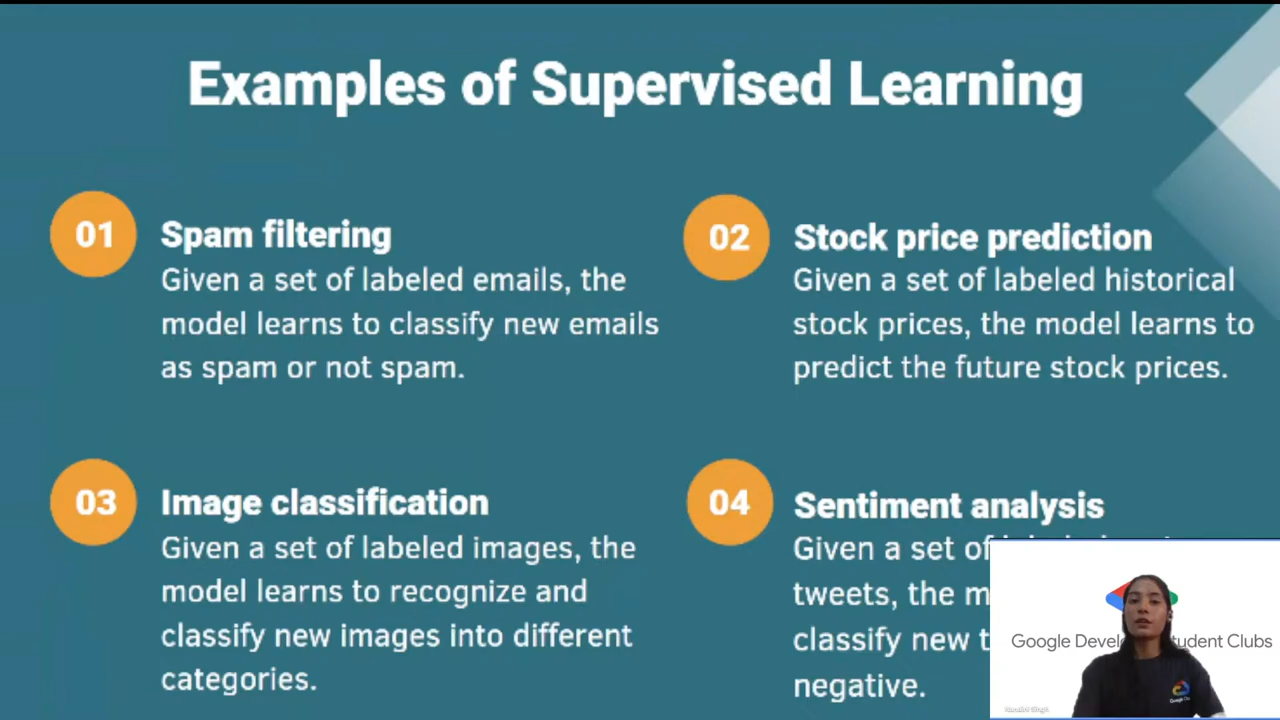 Examples of Supervised Learning
01
Spam filtering
Given a set of labeled emails, the
model learns to classify new emails
as spam or not spam.
02
Stock price prediction
Given a set of labeled historical
stock prices, the model learns to
predict the future stock prices.
03
Image classification
Given a set of labeled images, the
model learns to recognize and
classify new images into different
categories.
04
Sentiment analysis
Given a set of
tweets, the
classify new
negative.
Google Student Clubs